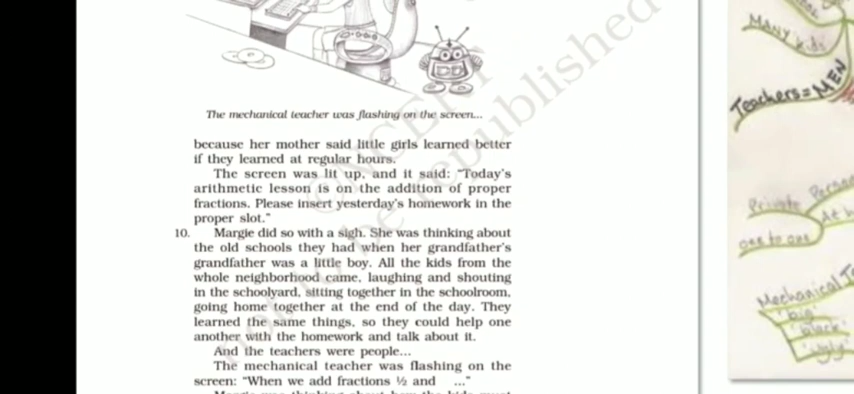 The mechanical teacher was flashing on the screen...
because her mother said little girls learned better
if they learned at regular hours.
The screen was lit up, and it said: "Today's
arithmetic lesson is on the addition of proper
fractions. Please insert yesterday's homework in the
proper slot."
10. Margie did so with a sigh. She was thinking about
the old schools they had when her grandfather's
grandfather was a little boy. All the kids from the
whole neighborhood came, laughing and shouting
in the schoolyard, sitting together in the schoolroom,
going home together at the end of the day. They
learned the same things, so they could help one
another with the homework and talk about it.
And the teachers were people...
The mechanical teacher was flashing on the
screen: "When we add fractions ½ and ..."
not to be republished
MANY kids
Teachers = MEN
Private
one to one
At
Mechanical
'big'
'black'
'ugly'